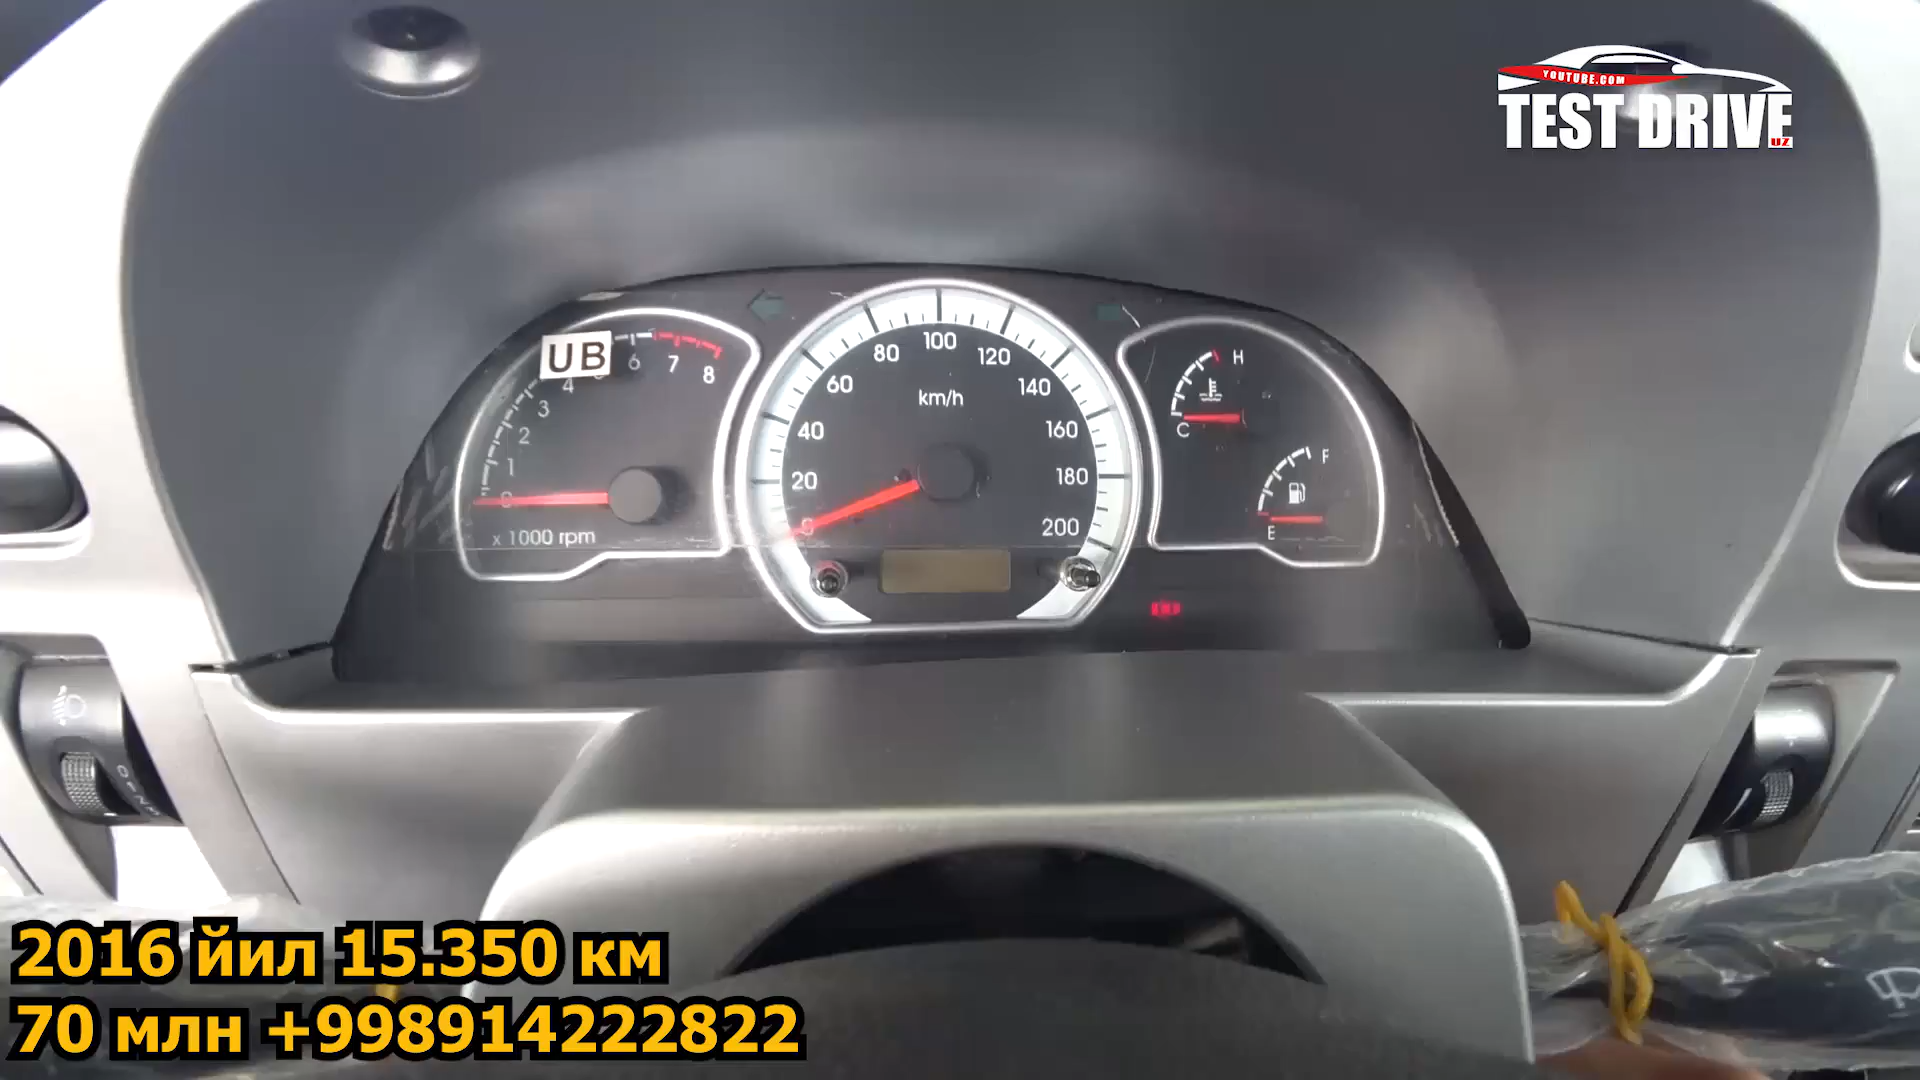 YOUTUBE.COM
TEST DRIVE
UZ
UB
6
7
8
4
3
2
1
0
x 1000 rpm
0
20
40
60
80
100
120
140
160
180
200
km/h
H
C
F
E
2016 йил 15.350 км
70 млн +998914222822